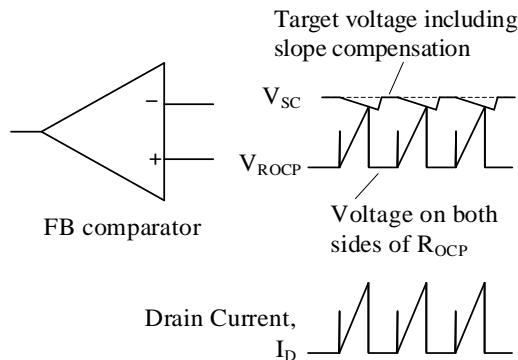 Target voltage including
slope compensation
V_SC
−
+
V_ROCP
Voltage on both
sides of R_OCP
FB comparator
Drain Current,
I_D